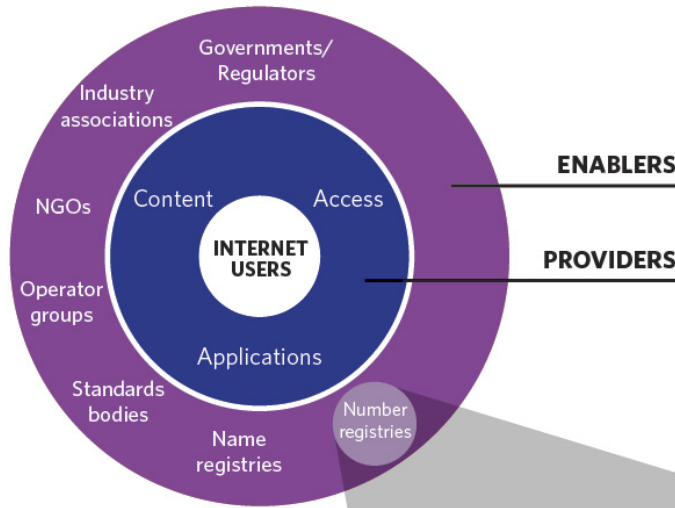 Governments/
Regulators
Industry
associations
ENABLERS
Content
Access
NGOs
INTERNET
USERS
PROVIDERS
Operator
groups
Applications
Standards
bodies
Number
registries
Name
registries